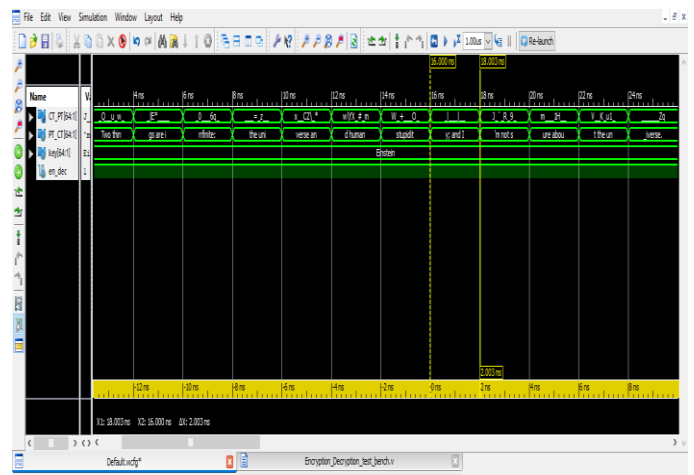 File Edit View Simulation Window Layout Help
1.00us Re-launch
16.000 ns 18.003 ns
Name
4 ns 6 ns 8 ns 10 ns 12 ns 14 ns 16 ns 18 ns 20 ns 22 ns 24 ns
CT_PT[64:1]
PT_CT[64:1] Two thin gs are i nfinite: the uni verse an d human stupidit y; and I 'm not s ure abou t the un iverse.
key[64:1] Einstein
en_dec 1
2.003 ns
-12 ns -10 ns -8 ns -6 ns -4 ns -2 ns 0 ns 2 ns 4 ns 6 ns 8 ns
X1: 18.003 ns X2: 16.000 ns ΔX: 2.003 ns
Default.wcfg* Encryption_Decryption_test_bench.v